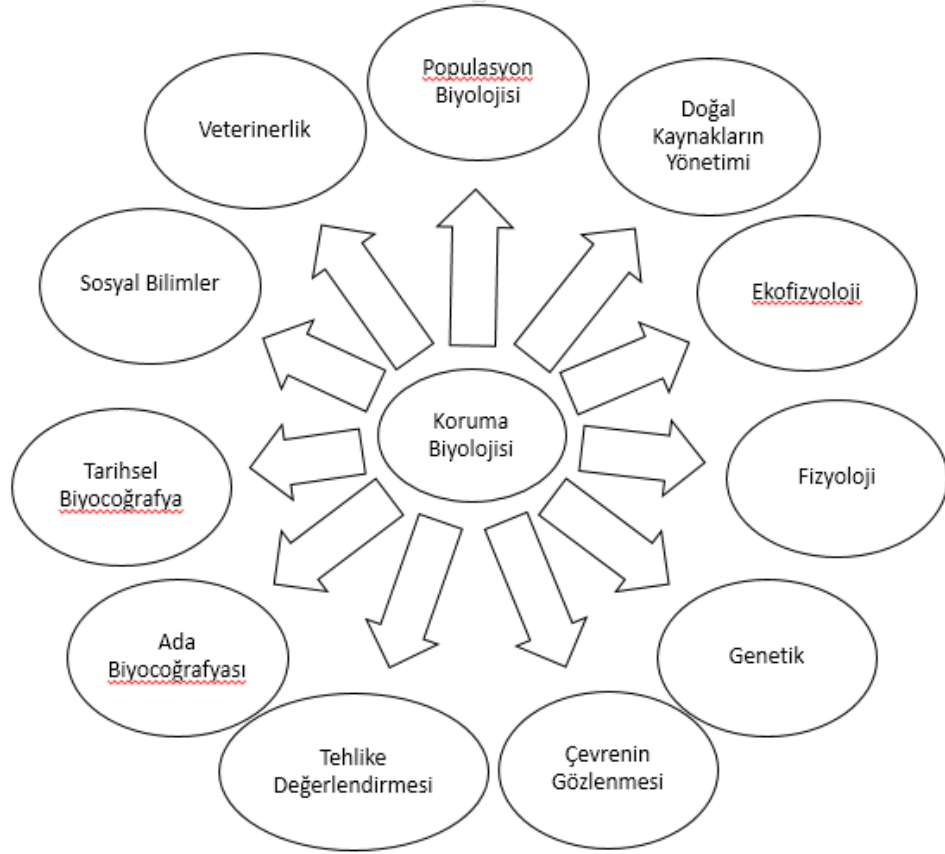 Populasyon
Biyolojisi
Doğal
Kaynakların
Yönetimi
Ekofizyoloji
Fizyoloji
Genetik
Çevrenin
Gözlenmesi
Tehlike
Değerlendirmesi
Ada
Biyocoğrafyası
Tarihsel
Biyocoğrafya
Sosyal Bilimler
Veterinerlik
Koruma
Biyolojisi